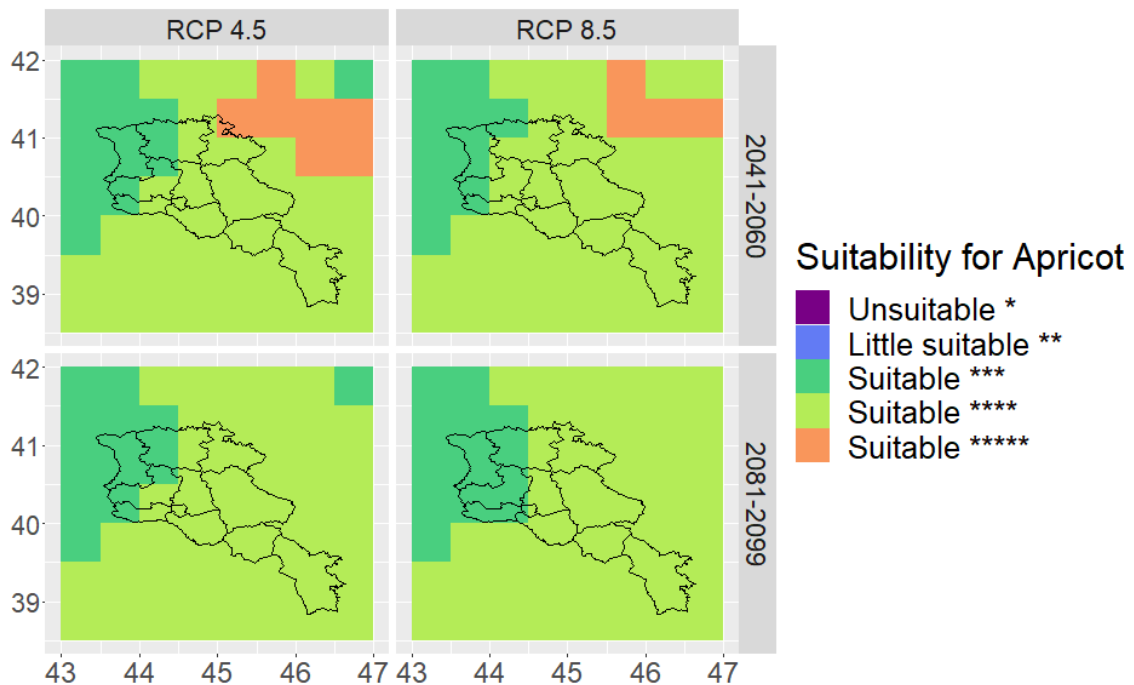 RCP 4.5
RCP 8.5
42
41
40
39
2041-2060
42
41
40
39
2081-2099
43
44
45
46
47
43
44
45
46
47
Suitability for Apricot
Unsuitable *
Little suitable **
Suitable ***
Suitable ****
Suitable *****